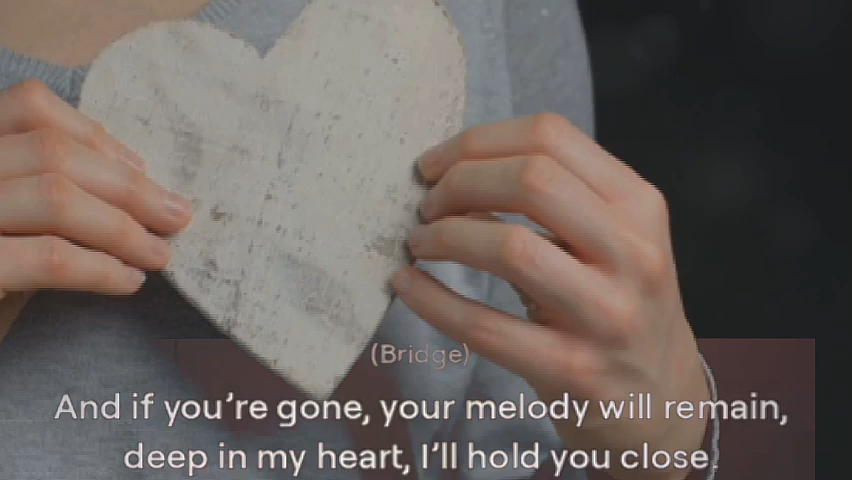 (Bridge)
And if you’re gone, your melody will remain,
deep in my heart, I’ll hold you close.